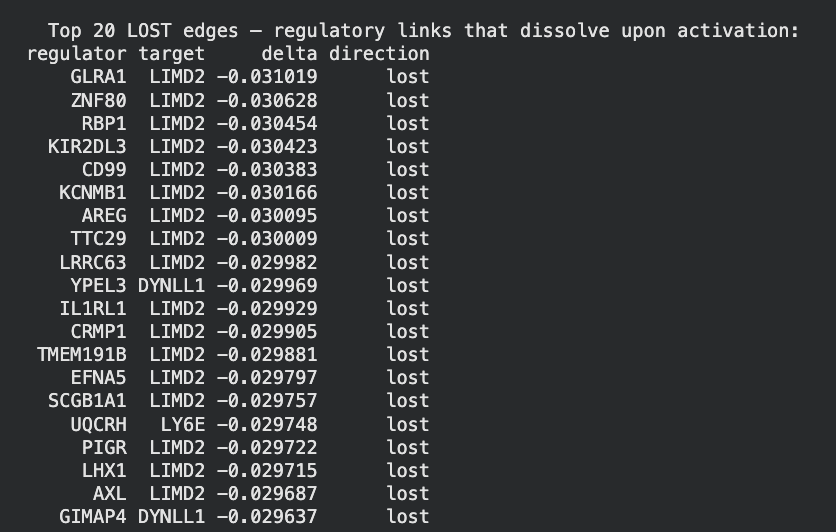 Top 20 LOST edges — regulatory links that dissolve upon activation:
regulator target delta direction
GLRA1 LIMD2 -0.031019 lost
ZNF80 LIMD2 -0.030628 lost
RBP1 LIMD2 -0.030454 lost
KIR2DL3 LIMD2 -0.030423 lost
CD99 LIMD2 -0.030383 lost
KCNMB1 LIMD2 -0.030166 lost
AREG LIMD2 -0.030095 lost
TTC29 LIMD2 -0.030009 lost
LRRC63 LIMD2 -0.029982 lost
YPEL3 DYNLL1 -0.029969 lost
IL1RL1 LIMD2 -0.029929 lost
CRMP1 LIMD2 -0.029905 lost
TMEM191B LIMD2 -0.029881 lost
EFNA5 LIMD2 -0.029797 lost
SCGB1A1 LIMD2 -0.029757 lost
UQCRH LY6E -0.029748 lost
PIGR LIMD2 -0.029722 lost
LHX1 LIMD2 -0.029715 lost
AXL LIMD2 -0.029687 lost
GIMAP4 DYNLL1 -0.029637 lost